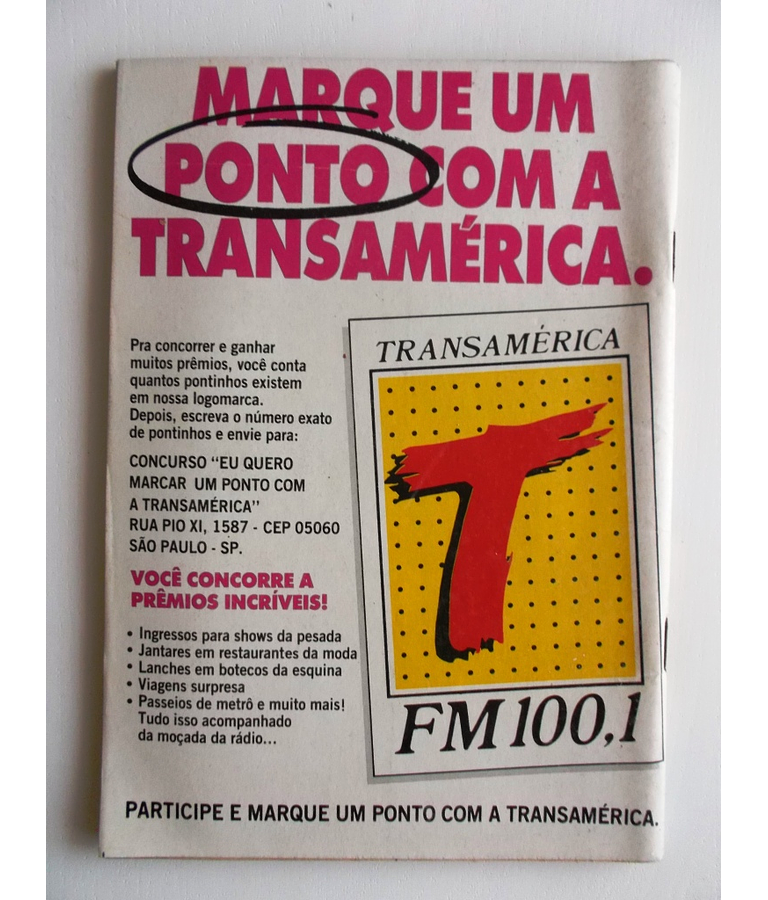 MARQUE UM
PONTO COM A
TRANSAMÉRICA.
Pra concorrer e ganhar
muitos prêmios, você conta
quantos pontinhos existem
em nossa logomarca.
Depois, escreva o número exato
de pontinhos e envie para:
CONCURSO “EU QUERO
MARCAR UM PONTO COM
A TRANSAMÉRICA”
RUA PIO XI, 1587 - CEP 05060
SÃO PAULO - SP.
VOCÊ CONCORRE A
PRÊMIOS INCRÍVEIS!
• Ingressos para shows da pesada
• Jantares em restaurantes da moda
• Lanches em botecos da esquina
• Viagens surpresa
• Passeios de metrô e muito mais!
Tudo isso acompanhado
da moçada da rádio...
TRANSAMÉRICA
T
FM 100,1
PARTICIPE E MARQUE UM PONTO COM A TRANSAMÉRICA.